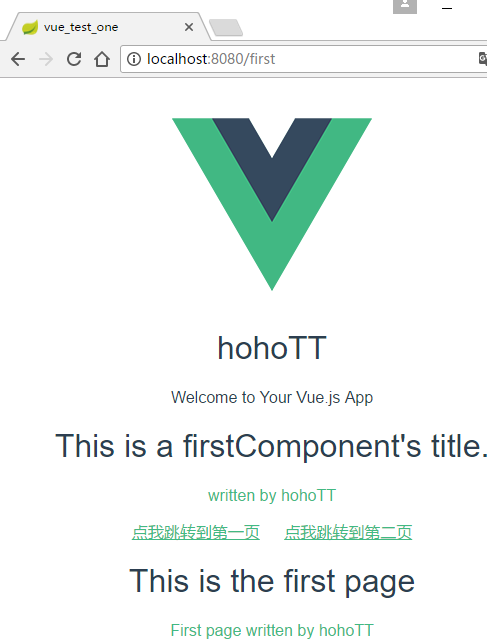 vue_test_one
localhost:8080/first
hohoTT
Welcome to Your Vue.js App
This is a firstComponent's title.
written by hohoTT
点我跳转到第一页 点我跳转到第二页
This is the first page
First page written by hohoTT